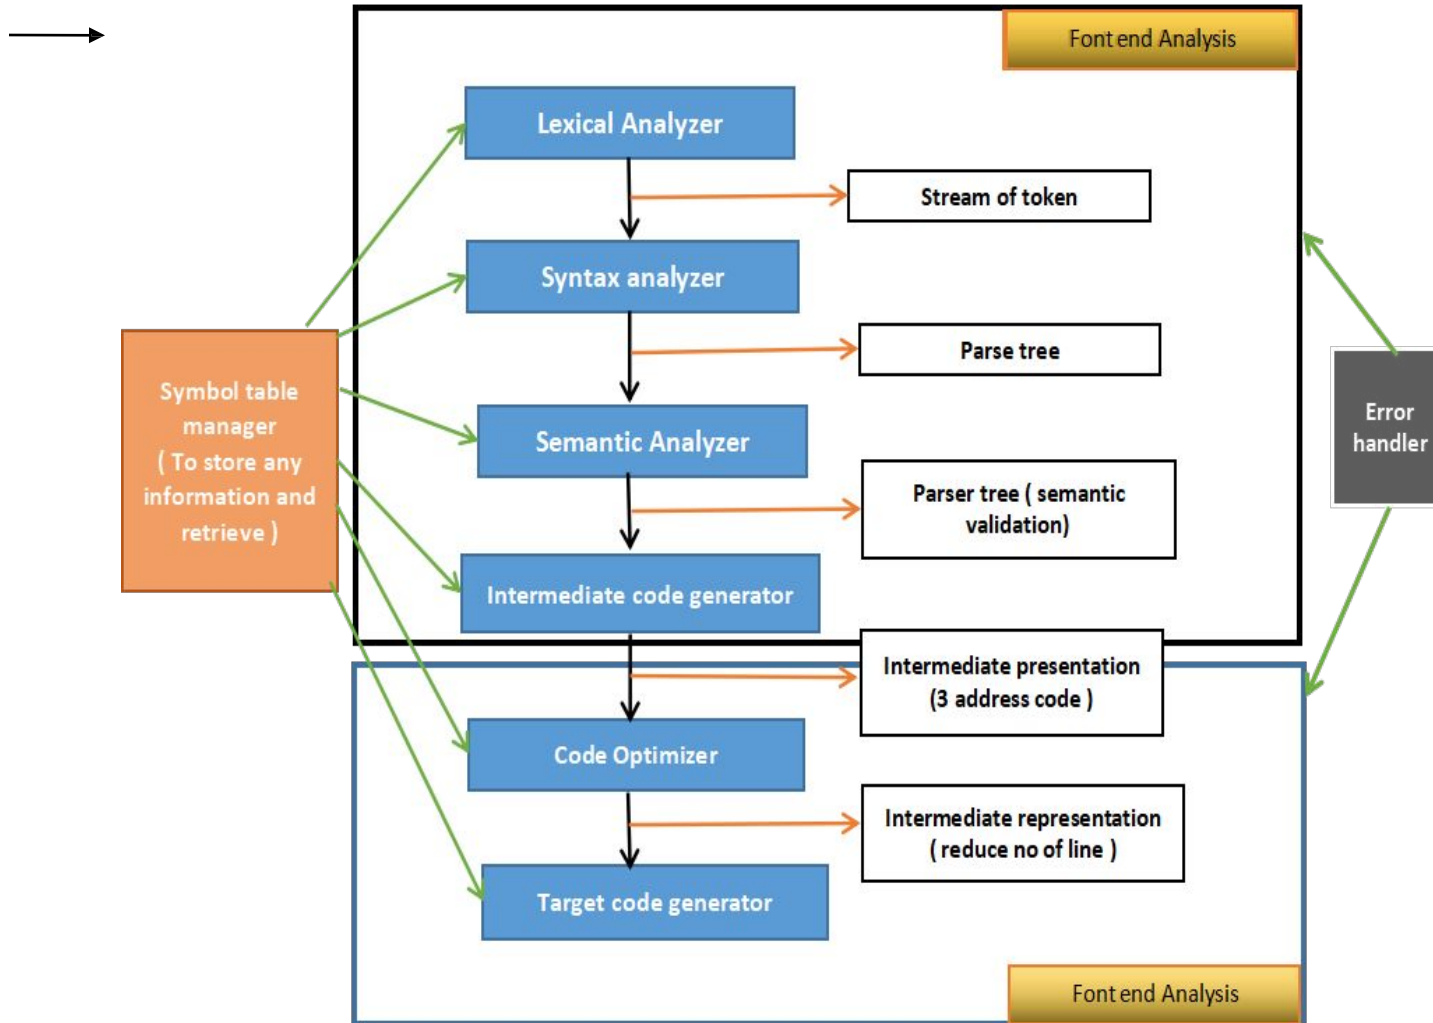 Font end Analysis
Lexical Analyzer
Stream of token
Syntax analyzer
Parse tree
Symbol table
manager
( To store any
information and
retrieve )
Error
handler
Semantic Analyzer
Parser tree ( semantic
validation)
Intermediate code generator
Intermediate presentation
(3 address code )
Code Optimizer
Intermediate representation
( reduce no of line )
Target code generator
Font end Analysis